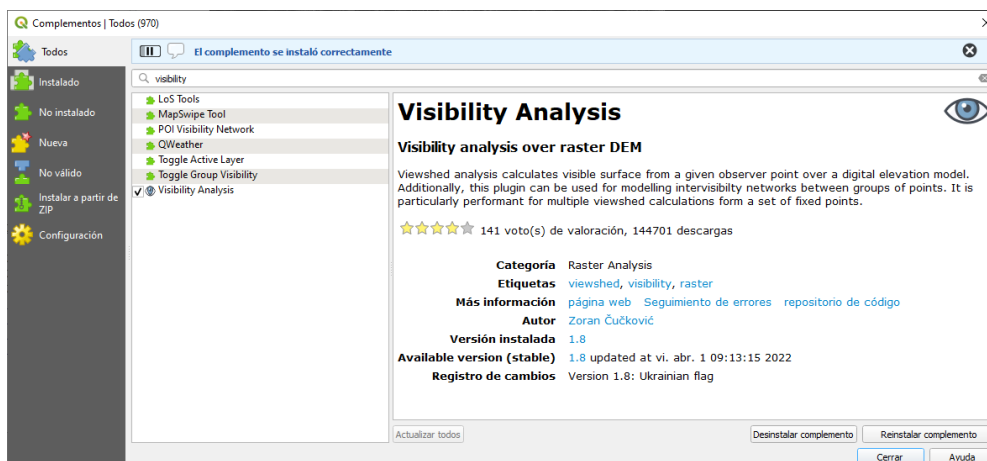 Complementos | Todos (970)
Todos
El complemento se instaló correctamente
Instalado
visibility
No instalado
Nueva
No válido
Instalar a partir de
ZIP
Configuración
LoS Tools
MapSwipe Tool
POI Visibility Network
QWeather
Toggle Active Layer
Toggle Group Visibility
Visibility Analysis
Visibility Analysis
Visibility analysis over raster DEM
Viewshed analysis calculates visible surface from a given observer point over a digital elevation model.
Additionally, this plugin can be used for modelling intervisibilty networks between groups of points. It is
particularly performant for multiple viewshed calculations form a set of fixed points.
141 voto(s) de valoración, 144701 descargas
Categoría Raster Analysis
Etiquetas viewshed, visibility, raster
Más información página web Seguimiento de errores repositorio de código
Autor Zoran Čučković
Versión instalada 1.8
Available version (stable) 1.8 updated at vi. abr. 1 09:13:15 2022
Registro de cambios Version 1.8: Ukrainian flag
Actualizar todos Desinstalar complemento Reinstalar complemento
Cerrar Ayuda